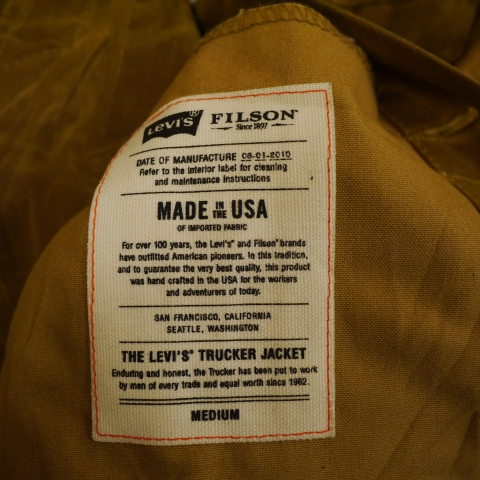 Levi's® FILSON®
Since 1897
DATE OF MANUFACTURE 08-01-2010
Refer to the interior label for cleaning
and maintenance instructions
MADE IN THE USA
OF IMPORTED FABRIC
For over 100 years, the Levi's® and Filson® brands
have outfitted American pioneers. In this tradition,
and to guarantee the very best quality, this product
was hand crafted in the USA for the workers
and adventurers of today.
SAN FRANCISCO, CALIFORNIA
SEATTLE, WASHINGTON
THE LEVI'S® TRUCKER JACKET
Enduring and honest, the Trucker has been put to work
by men of every trade and equal worth since 1962.
MEDIUM